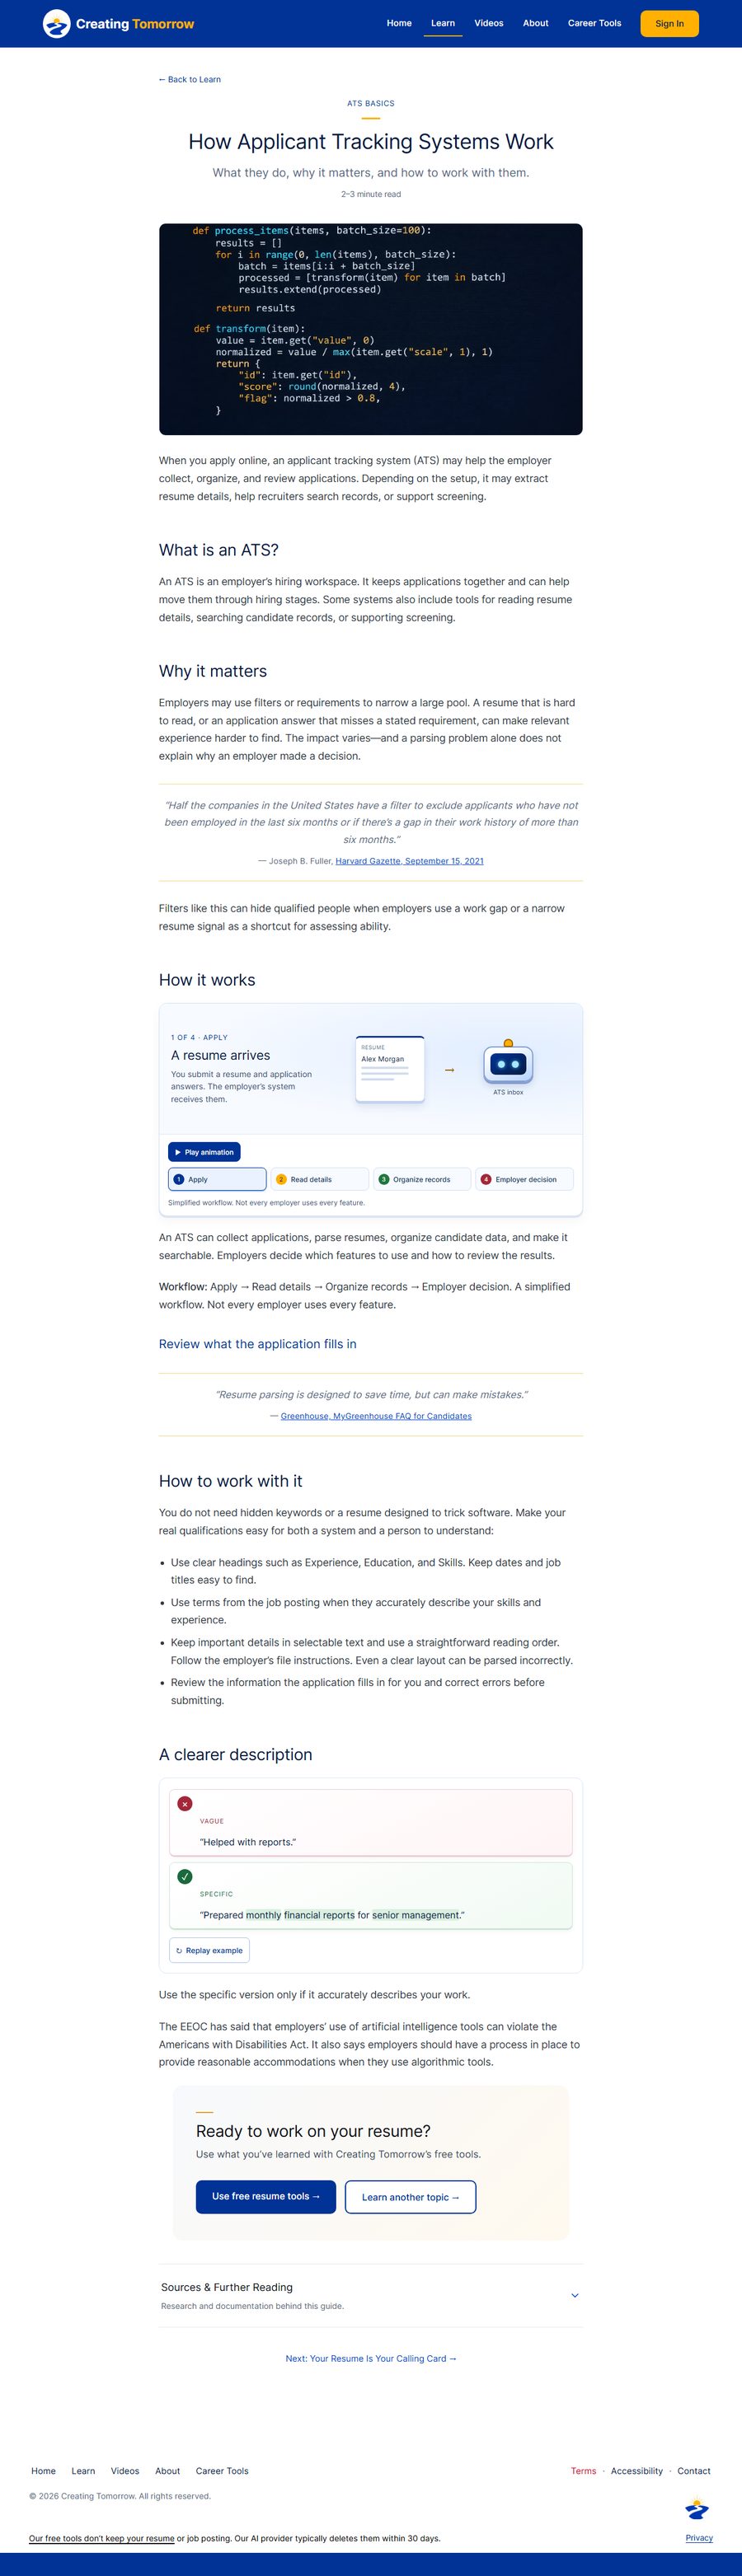 Creating Tomorrow
Home Learn Videos About Career Tools Sign In
← Back to Learn
ATS BASICS
How Applicant Tracking Systems Work
What they do, why it matters, and how to work with them.
2–3 minute read
def process_items(items, batch_size=100):
results = []
for i in range(0, len(items), batch_size):
batch = items[i:i + batch_size]
processed = [transform(item) for item in batch]
results.extend(processed)
return results
def transform(item):
value = item.get("value", 0)
normalized = value / max(item.get("scale", 1), 1)
return {
"id": item.get("id"),
"score": round(normalized, 4),
"flag": normalized > 0.8,
}
When you apply online, an applicant tracking system (ATS) may help the employer
collect, organize, and review applications. Depending on the setup, it may extract
resume details, help recruiters search records, or support screening.
What is an ATS?
An ATS is an employer’s hiring workspace. It keeps applications together and can help
move them through hiring stages. Some systems also include tools for reading resume
details, searching candidate records, or supporting screening.
Why it matters
Employers may use filters or requirements to narrow a large pool. A resume that is hard
to read, or an application answer that misses a stated requirement, can make relevant
experience harder to find. The impact varies—and a parsing problem alone does not
explain why an employer made a decision.
“Half the companies in the United States have a filter to exclude applicants who have not
been employed in the last six months or if there’s a gap in their work history of more than
six months.”
— Joseph B. Fuller, Harvard Gazette, September 15, 2021
Filters like this can hide qualified people when employers use a work gap or a narrow
resume signal as a shortcut for assessing ability.
How it works
1 OF 4 · APPLY
A resume arrives
You submit a resume and application
answers. The employer’s system
receives them.
RESUME
Alex Morgan
→
ATS inbox
▶ Play animation
1 Apply
2 Read details
3 Organize records
4 Employer decision
Simplified workflow. Not every employer uses every feature.
An ATS can collect applications, parse resumes, organize candidate data, and make it
searchable. Employers decide which features to use and how to review the results.
Workflow: Apply → Read details → Organize records → Employer decision. A simplified
workflow. Not every employer uses every feature.
Review what the application fills in
“Resume parsing is designed to save time, but can make mistakes.”
— Greenhouse, MyGreenhouse FAQ for Candidates
How to work with it
You do not need hidden keywords or a resume designed to trick software. Make your
real qualifications easy for both a system and a person to understand:
• Use clear headings such as Experience, Education, and Skills. Keep dates and job
titles easy to find.
• Use terms from the job posting when they accurately describe your skills and
experience.
• Keep important details in selectable text and use a straightforward reading order.
Follow the employer’s file instructions. Even a clear layout can be parsed incorrectly.
• Review the information the application fills in for you and correct errors before
submitting.
A clearer description
×
VAGUE
“Helped with reports.”
✓
SPECIFIC
“Prepared monthly financial reports for senior management.”
↻ Replay example
Use the specific version only if it accurately describes your work.
The EEOC has said that employers’ use of artificial intelligence tools can violate the
Americans with Disabilities Act. It also says employers should have a process in place to
provide reasonable accommodations when they use algorithmic tools.
Ready to work on your resume?
Use what you’ve learned with Creating Tomorrow’s free tools.
Use free resume tools →
Learn another topic →
Sources & Further Reading
Research and documentation behind this guide.
Next: Your Resume Is Your Calling Card →
Home Learn Videos About Career Tools
Terms · Accessibility · Contact
© 2026 Creating Tomorrow. All rights reserved.
Our free tools don’t keep your resume or job posting. Our AI provider typically deletes them within 30 days.
Privacy